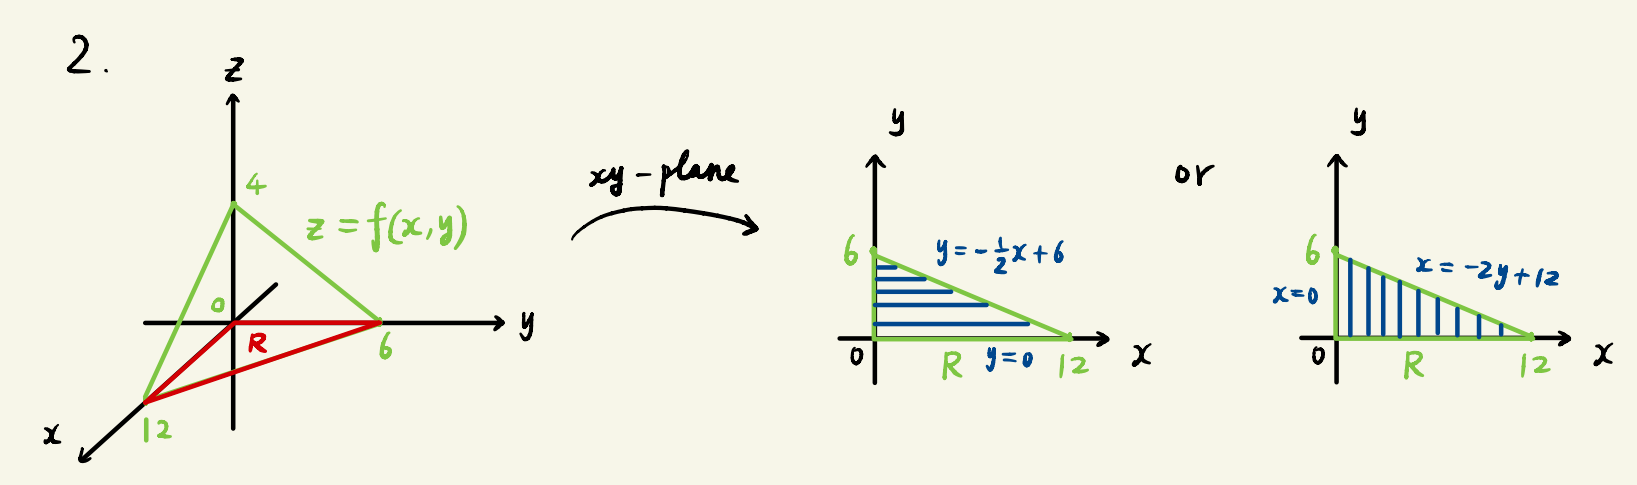 2.
z
4
z = f(x,y)
0
R
6
y
12
x
xy-plane
y
6
y = -1/2x + 6
0
R
y=0
12
x
or
y
6
x = -2y+12
x=0
0
R
12
x